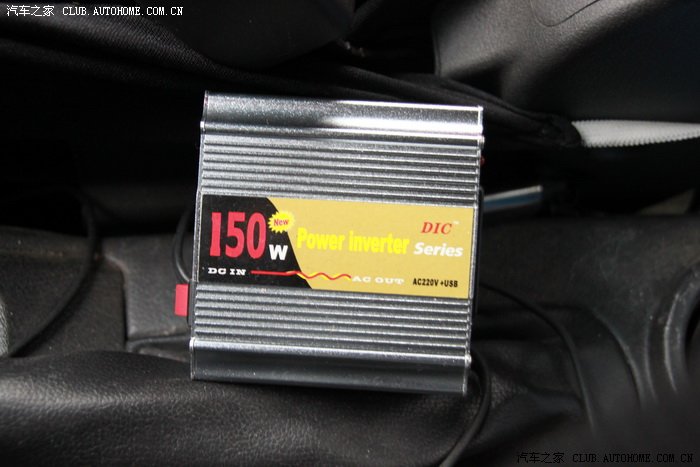 汽车之家 CLUB.AUTOHOME.COM.CN
150W
New
Power inverter
DIC™
Series
DC IN
AC OUT
AC220V+USB
汽车之家 CLUB.AUTOHOME.COM.CN